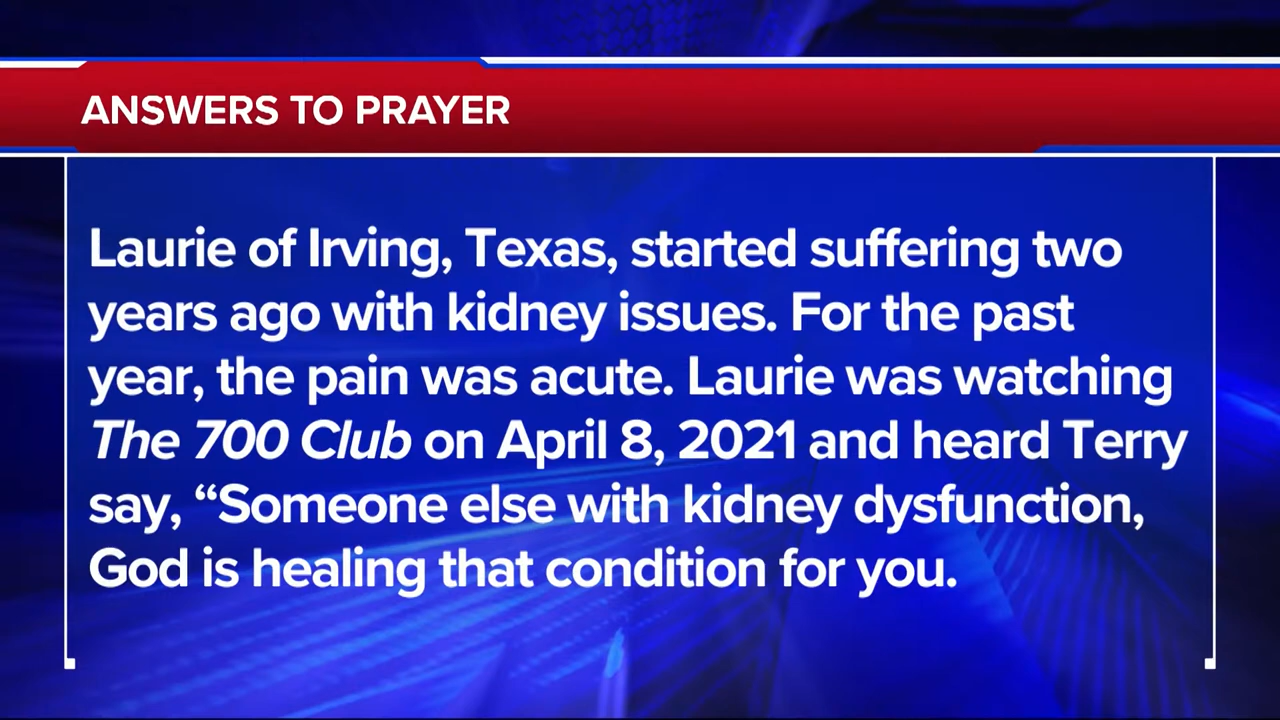 ANSWERS TO PRAYER
Laurie of Irving, Texas, started suffering two
years ago with kidney issues. For the past
year, the pain was acute. Laurie was watching
The 700 Club on April 8, 2021 and heard Terry
say, “Someone else with kidney dysfunction,
God is healing that condition for you.